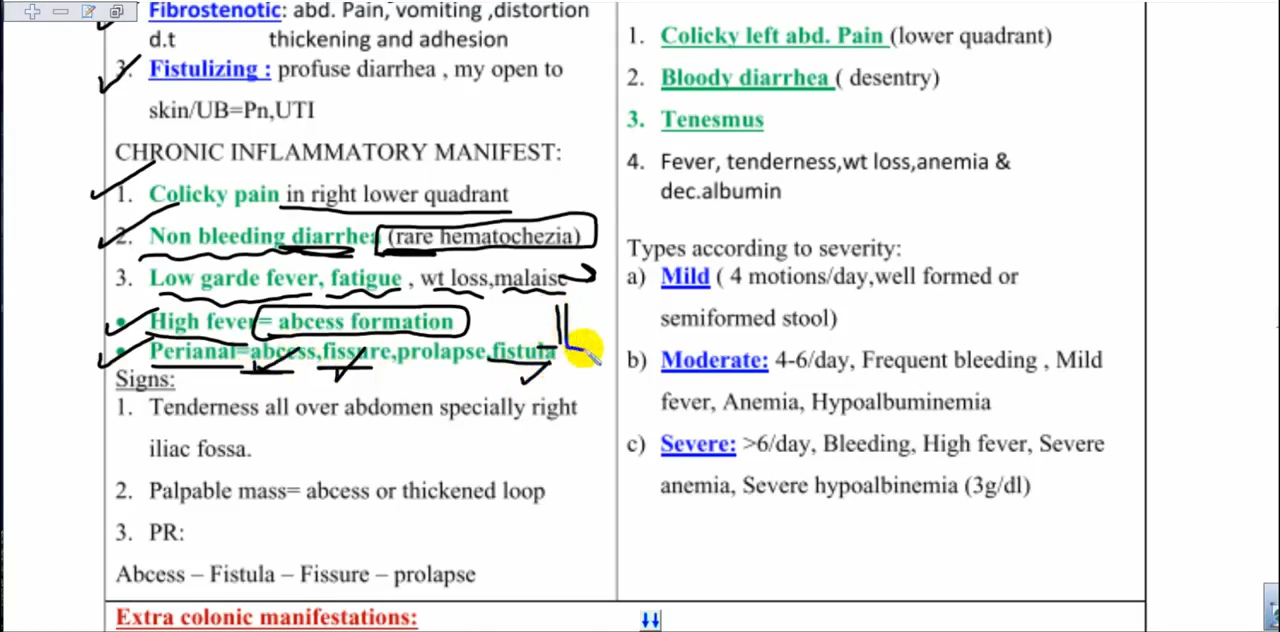 Fibrostenotic: abd. Pain, vomiting ,distortion
d.t thickening and adhesion
3. Fistulizing : profuse diarrhea , my open to
skin/UB=Pn,UTI
CHRONIC INFLAMMATORY MANIFEST:
1. Colicky pain in right lower quadrant
2. Non bleeding diarrhea (rare hematochezia)
3. Low garde fever, fatigue , wt loss,malaise
• High fever= abcess formation
• Perianal=abcess,fissure,prolapse,fistula
Signs:
1. Tenderness all over abdomen specially right
iliac fossa.
2. Palpable mass= abcess or thickened loop
3. PR:
Abcess – Fistula – Fissure – prolapse
Extra colonic manifestations:
1. Colicky left abd. Pain (lower quadrant)
2. Bloody diarrhea ( desentry)
3. Tenesmus
4. Fever, tenderness,wt loss,anemia &
dec.albumin
Types according to severity:
a) Mild ( 4 motions/day,well formed or
semiformed stool)
b) Moderate: 4-6/day, Frequent bleeding , Mild
fever, Anemia, Hypoalbuminemia
c) Severe: >6/day, Bleeding, High fever, Severe
anemia, Severe hypoalbinemia (3g/dl)